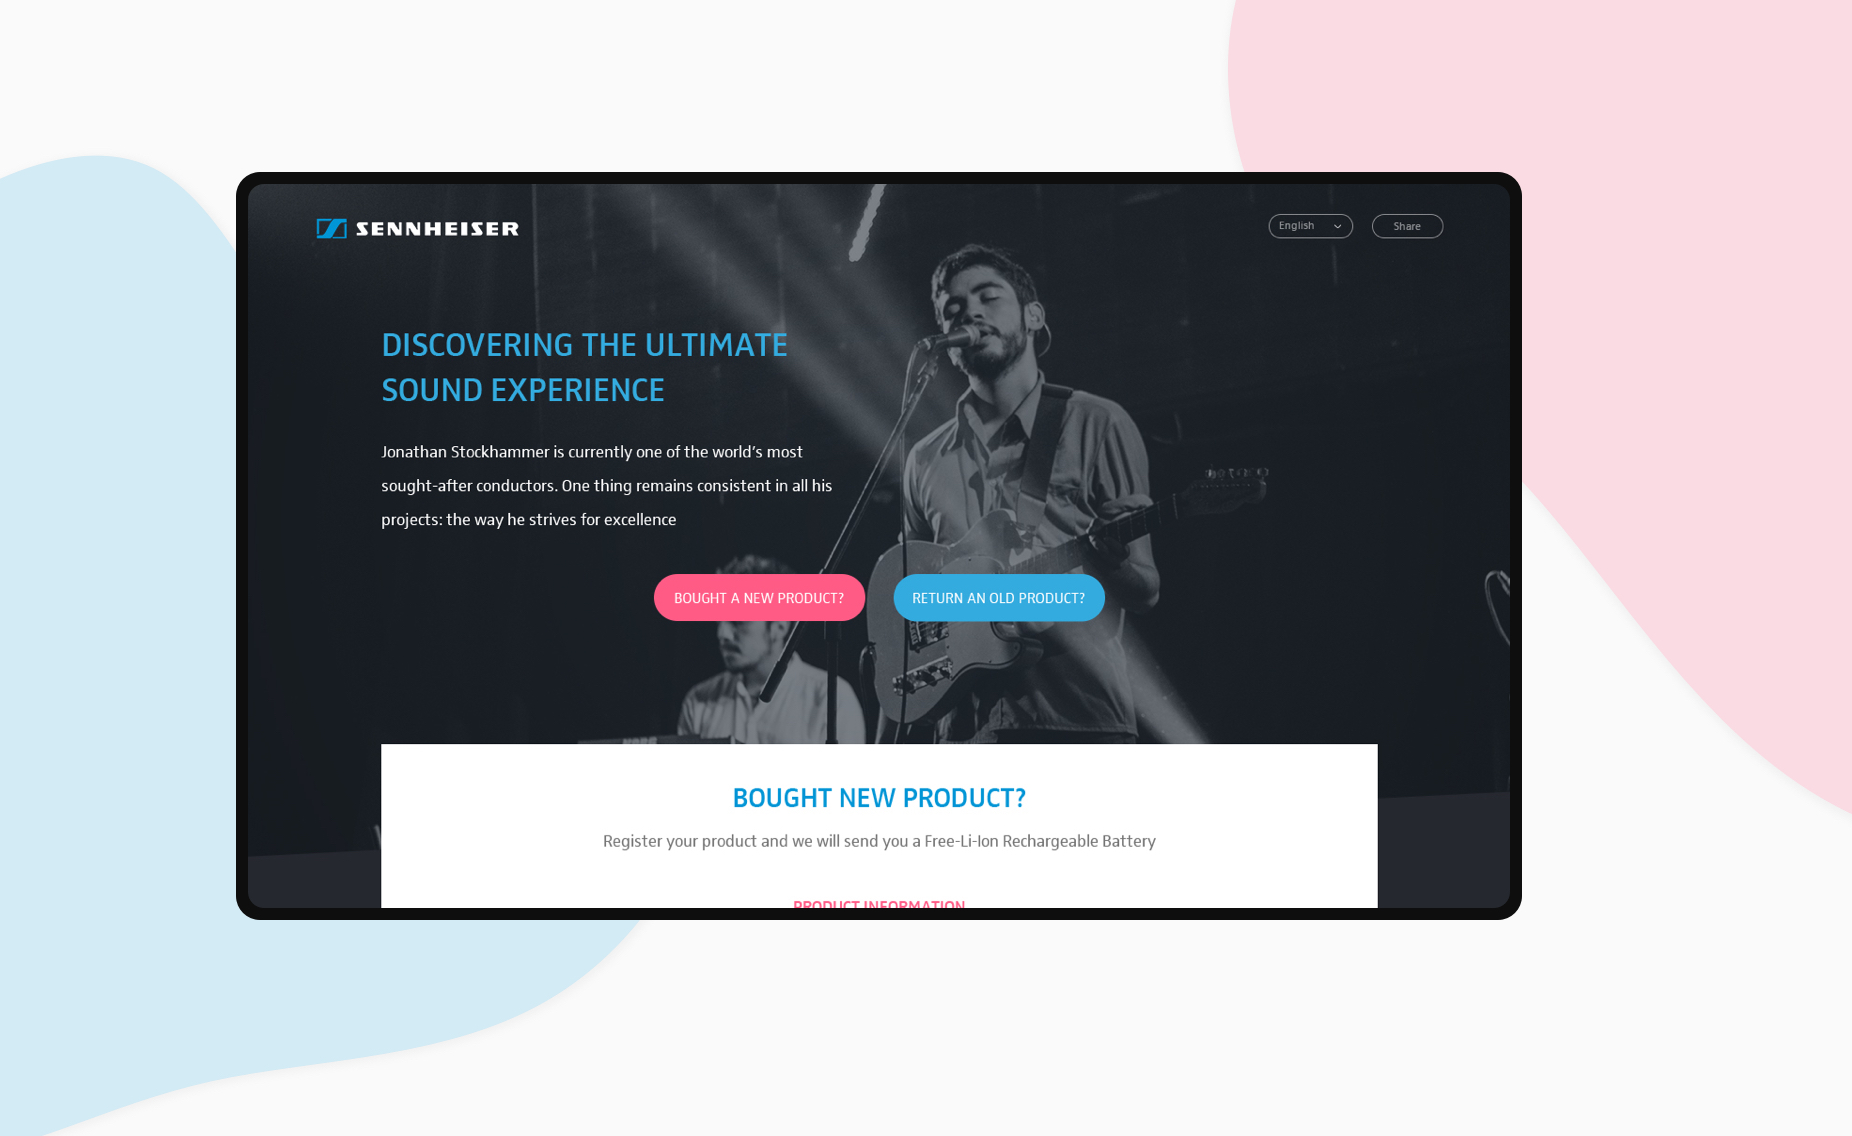 SENNHEISER
English
Share
DISCOVERING THE ULTIMATE
SOUND EXPERIENCE
Jonathan Stockhammer is currently one of the world's most
sought-after conductors. One thing remains consistent in all his
projects: the way he strives for excellence
BOUGHT A NEW PRODUCT?
RETURN AN OLD PRODUCT?
BOUGHT NEW PRODUCT?
Register your product and we will send you a Free-Li-Ion Rechargeable Battery
PRODUCT INFORMATION